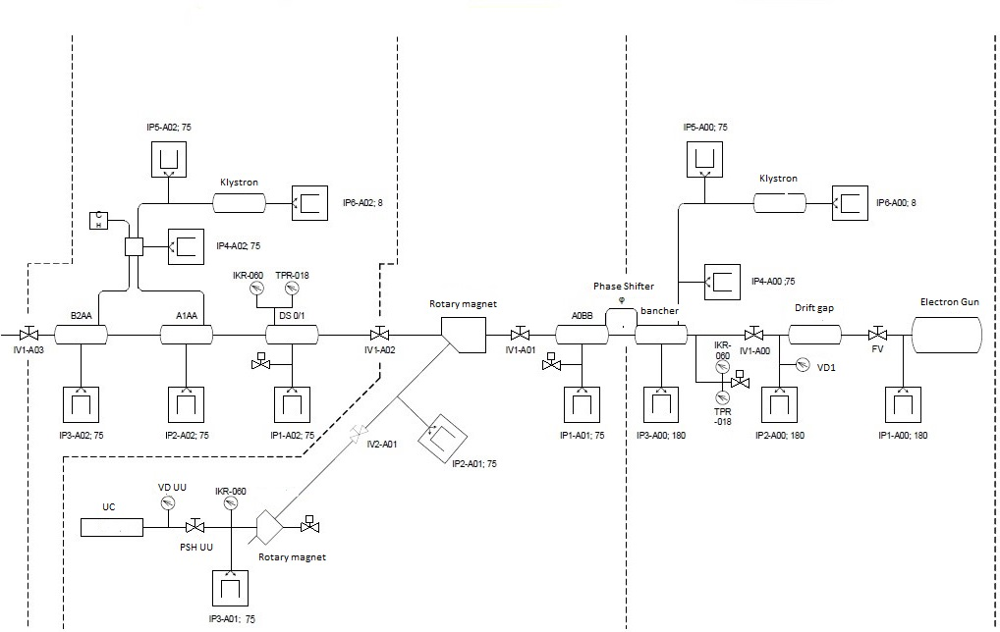 IP5-A02; 75
IP5-A00; 75
Klystron
Klystron
IP6-A02; 8
IP6-A00; 8
C
H
IP4-A02; 75
IKR-060
TPR-018
IP4-A00 ;75
Phase Shifter
φ
Rotary magnet
Electron Gun
B2AA
A1AA
DS 0/1
A0BB
bancher
Drift gap
IV1-A03
IV1-A02
IV1-A01
IKR-
060
IV1-A00
FV
VD1
TPR
-018
IP3-A02; 75
IP2-A02; 75
IP1-A02; 75
IV2-A01
IP2-A01; 75
IP1-A01; 75
IP3-A00; 180
IP2-A00; 180
IP1-A00; 180
VD UU
IKR-060
UC
PSH UU
Rotary magnet
IP3-A01; 75